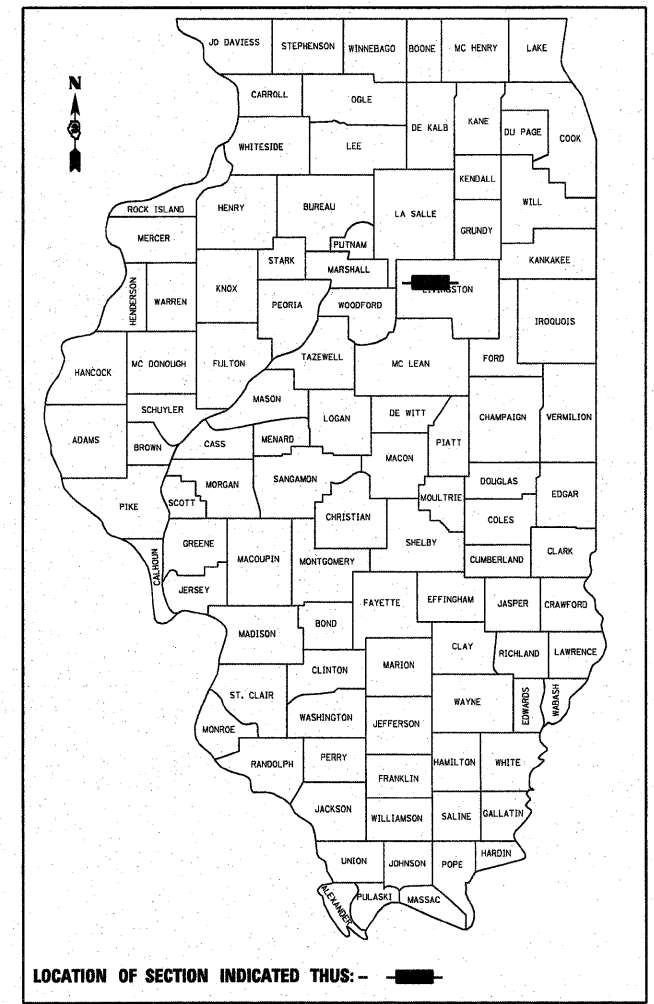 JO DAVIESS STEPHENSON WINNEBAGO BOONE MC HENRY LAKE
N
CARROLL OGLE DE KALB KANE DU PAGE COOK
WHITESIDE LEE
KENDALL
ROCK ISLAND HENRY BUREAU LA SALLE WILL
MERCER PUTNAM GRUNDY
STARK MARSHALL KANKAKEE
HENDERSON WARREN KNOX PEORIA WOODFORD LIVINGSTON
IROQUOIS
HANCOCK MC DONOUGH FULTON TAZEWELL MC LEAN FORD
MASON
SCHUYLER LOGAN DE WITT CHAMPAIGN VERMILION
ADAMS BROWN CASS MENARD MACON PIATT
MORGAN SANGAMON DOUGLAS EDGAR
PIKE SCOTT MOULTRIE
CHRISTIAN COLES
GREENE MACOUPIN SHELBY CLARK
CALHOUN MONTGOMERY CUMBERLAND
JERSEY FAYETTE EFFINGHAM JASPER CRAWFORD
MADISON BOND
CLAY RICHLAND LAWRENCE
CLINTON MARION
ST. CLAIR WAYNE EDWARDS WABASH
WASHINGTON JEFFERSON
MONROE
RANDOLPH PERRY HAMILTON WHITE
FRANKLIN
JACKSON WILLIAMSON SALINE GALLATIN
UNION JOHNSON POPE HARDIN
ALEXANDER PULASKI MASSAC
LOCATION OF SECTION INDICATED THUS: –